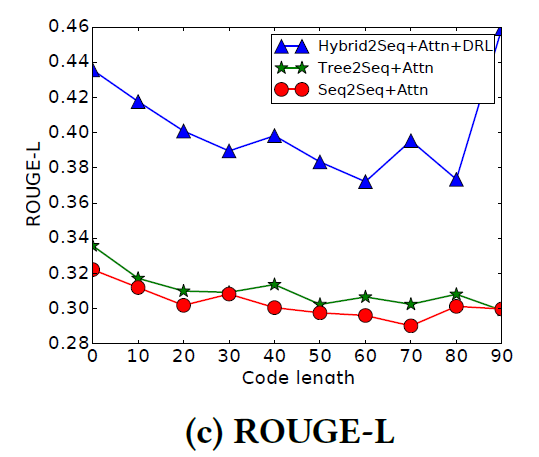 0.46
0.44
0.42
0.40
0.38
0.36
0.34
0.32
0.30
0.28
ROUGE-L
Hybrid2Seq+Attn+DRL
Tree2Seq+Attn
Seq2Seq+Attn
0 10 20 30 40 50 60 70 80 90
Code length
(c) ROUGE-L